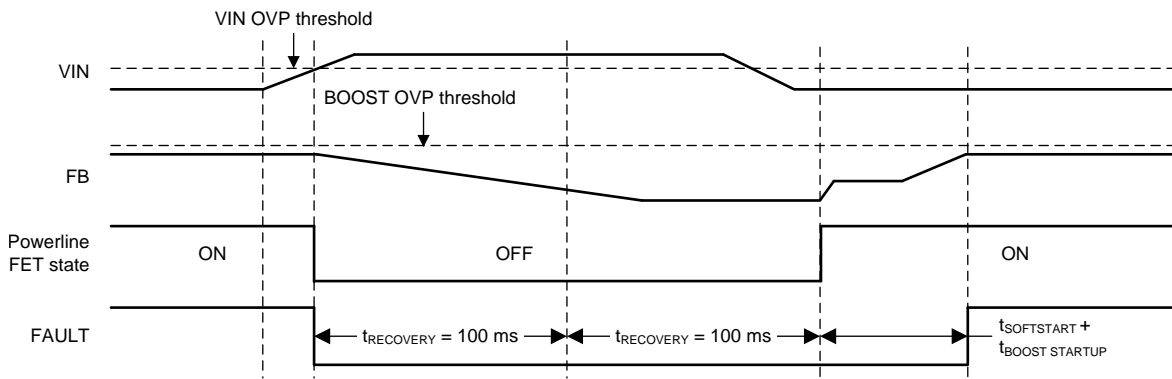 VIN OVP threshold
VIN
BOOST OVP threshold
FB
Powerline
FET state
ON
OFF
ON
FAULT
tRECOVERY = 100 ms
tRECOVERY = 100 ms
tSOFTSTART +
tBOOST STARTUP